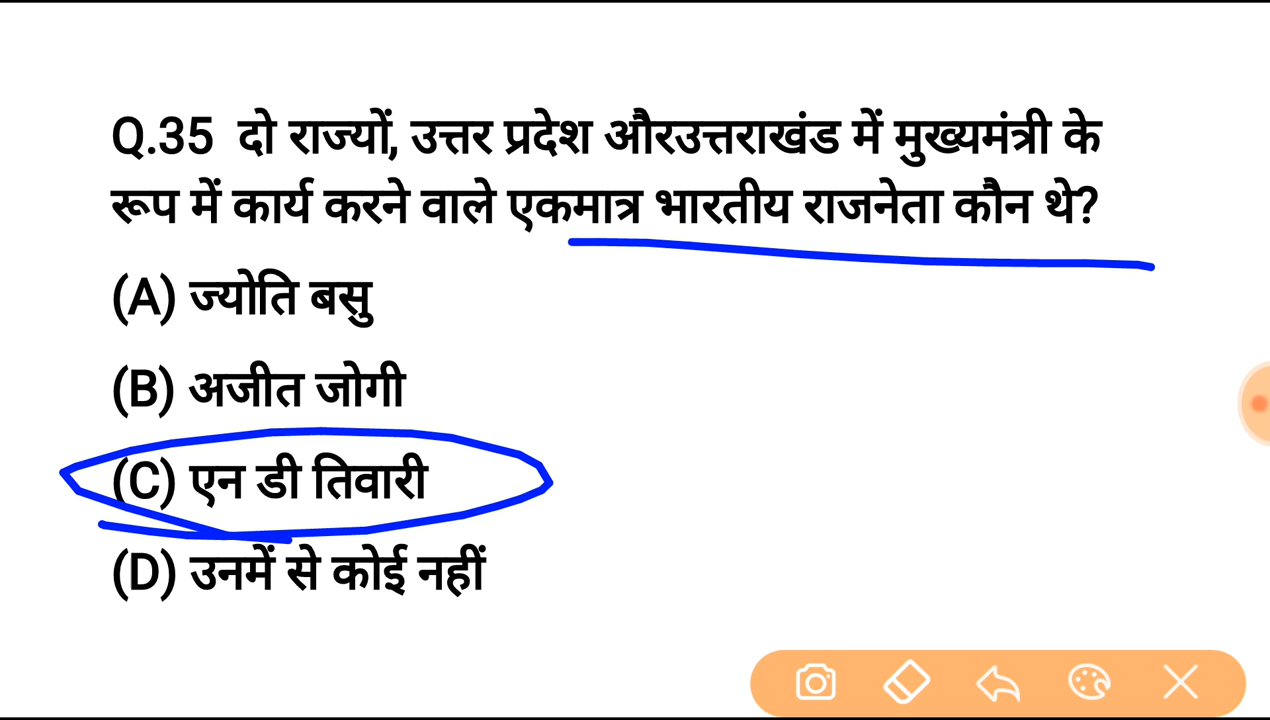 Q.35 दो राज्यों, उत्तर प्रदेश औरउत्तराखंड में मुख्यमंत्री के
रूप में कार्य करने वाले एकमात्र भारतीय राजनेता कौन थे?
(A) ज्योति बसु
(B) अजीत जोगी
(C) एन डी तिवारी
(D) उनमें से कोई नहीं